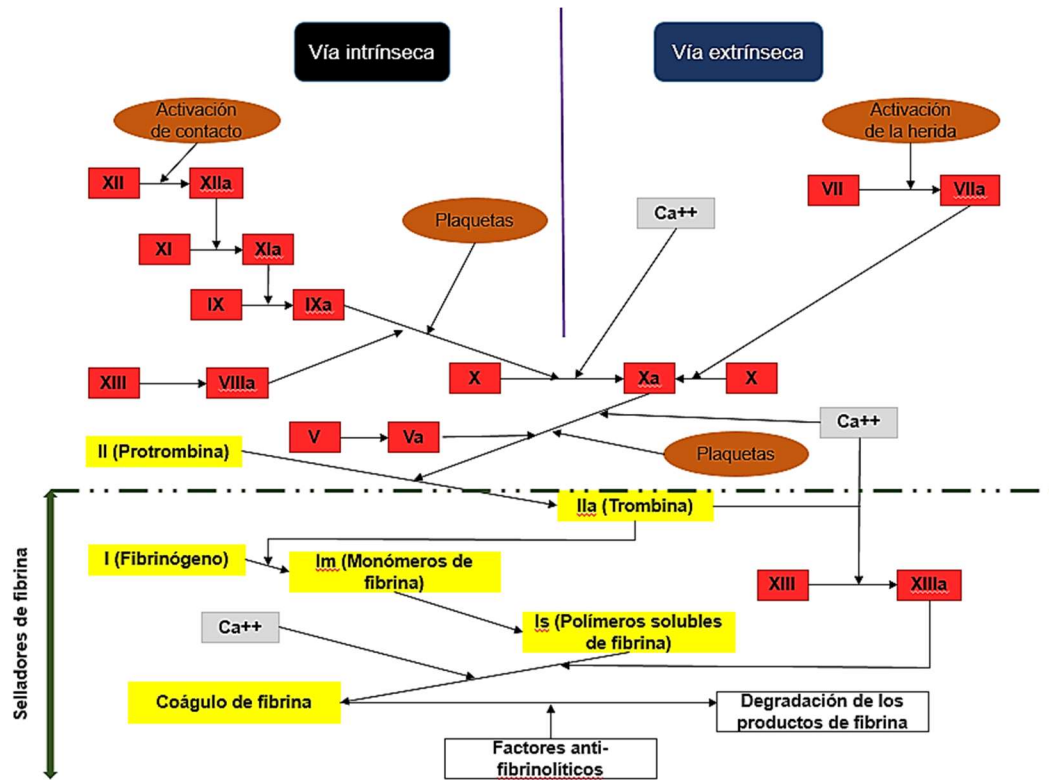 Vía intrínseca
Vía extrínseca
Activación
de contacto
Activación
de la herida
XII
XIIa
VII
VIIa
Plaquetas
Ca++
XI
XIa
IX
IXa
XIII
VIIIa
X
Xa
X
V
Va
Ca++
II (Protrombina)
Plaquetas
IIa (Trombina)
I (Fibrinógeno)
Im (Monómeros de
fibrina)
XIII
XIIIa
Ca++
Is (Polímeros solubles
de fibrina)
Coágulo de fibrina
Degradación de los
productos de fibrina
Factores anti-
fibrinolíticos
Selladores de fibrina